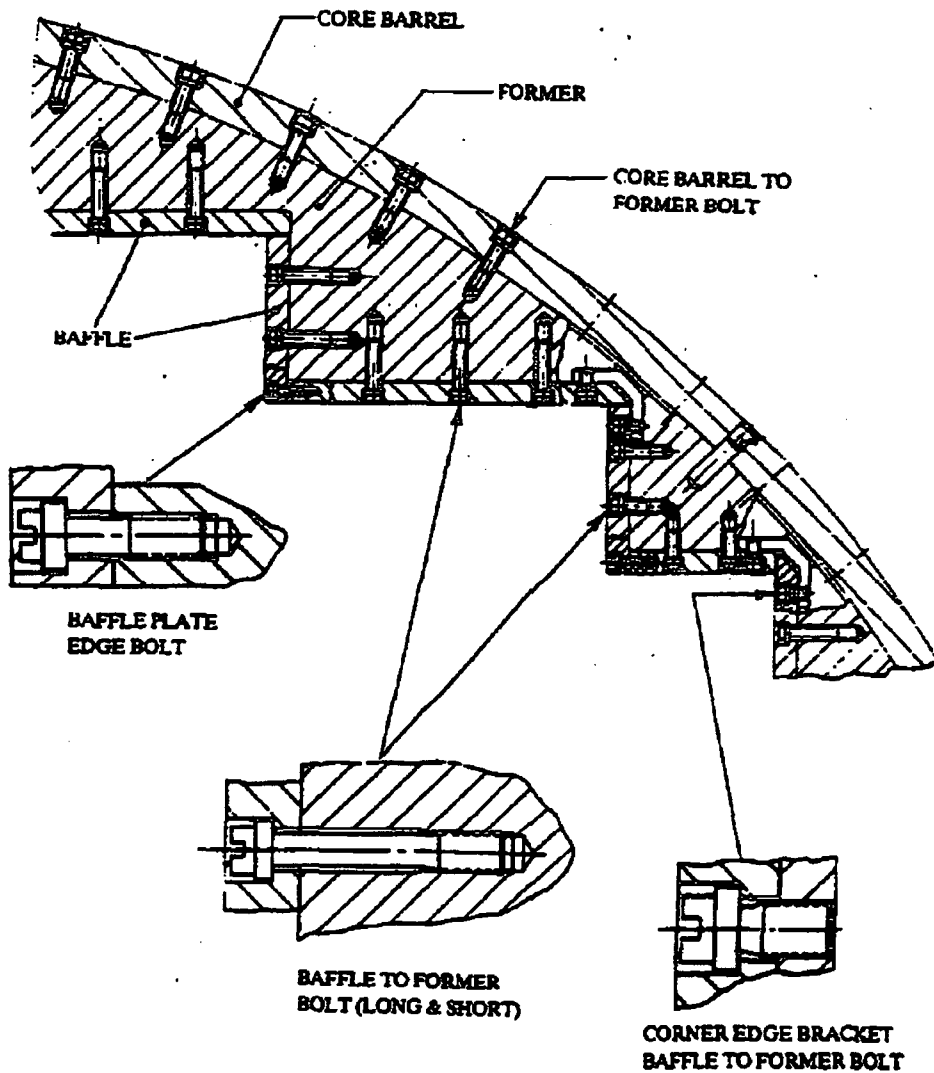 CORE BARREL
FORMER
CORE BARREL TO
FORMER BOLT
BAFFLE
BAFFLE PLATE
EDGE BOLT
BAFFLE TO FORMER
BOLT (LONG & SHORT)
CORNER EDGE BRACKET
BAFFLE TO FORMER BOLT